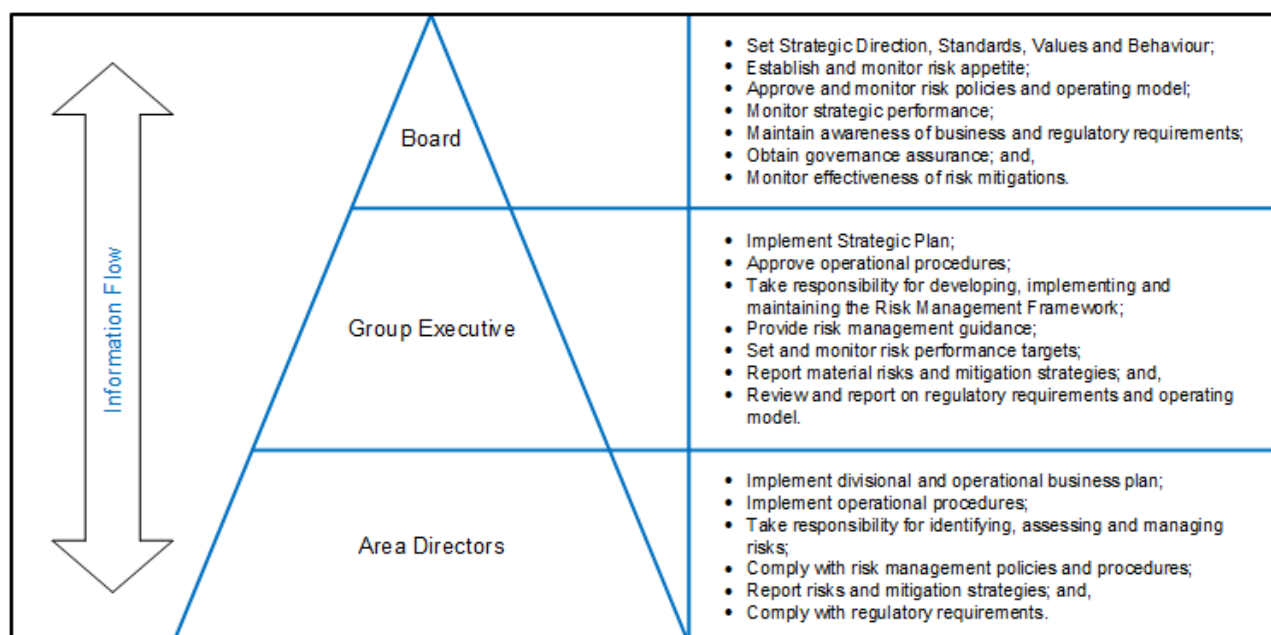 Information Flow
Board
• Set Strategic Direction, Standards, Values and Behaviour;
• Establish and monitor risk appetite;
• Approve and monitor risk policies and operating model;
• Monitor strategic performance;
• Maintain awareness of business and regulatory requirements;
• Obtain governance assurance; and,
• Monitor effectiveness of risk mitigations.
Group Executive
• Implement Strategic Plan;
• Approve operational procedures;
• Take responsibility for developing, implementing and
maintaining the Risk Management Framework;
• Provide risk management guidance;
• Set and monitor risk performance targets;
• Report material risks and mitigation strategies; and,
• Review and report on regulatory requirements and operating
model.
Area Directors
• Implement divisional and operational business plan;
• Implement operational procedures;
• Take responsibility for identifying, assessing and managing
risks;
• Comply with risk management policies and procedures;
• Report risks and mitigation strategies; and,
• Comply with regulatory requirements.